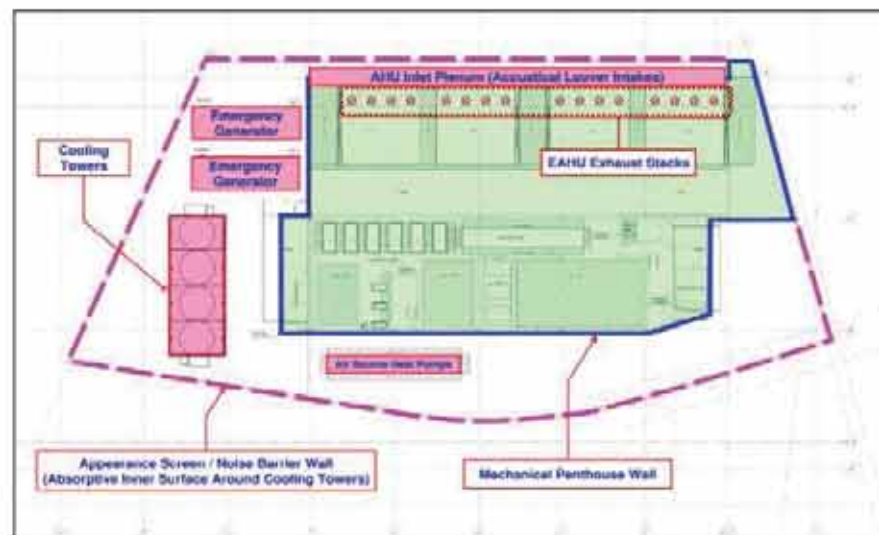 AHU Inlet Plenum (Accustical Louver Intakes)
Emergency
Generator
Cooling
Towers
Emergency
Generator
EAHU Exhaust Stacks
Air Source Heat Pumps
Appearance Screen / Noise Barrier Wall
(Absorptive Inner Surface Around Cooling Towers)
Mechanical Penthouse Wall